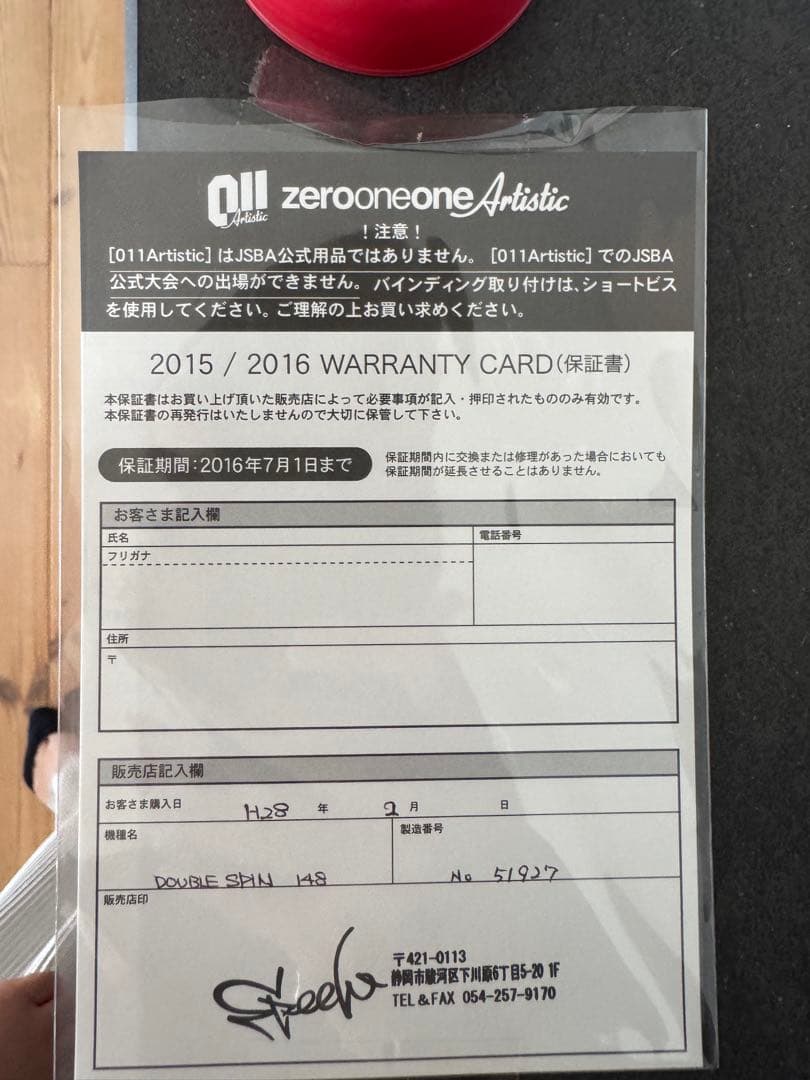 011 Artistic zerooneone Artistic
！注意！
［011Artistic］はJSBA公式用品ではありません。［011Artistic］でのJSBA
公式大会への出場ができません。バインディング取り付けは、ショートビス
を使用してください。ご理解の上お買い求めください。
2015 / 2016 WARRANTY CARD（保証書）
本保証書はお買い上げ頂いた販売店によって必要事項が記入・押印されたもののみ有効です。
本保証書の再発行はいたしませんので大切に保管して下さい。
保証期間：2016年7月1日まで
保証期間内に交換または修理があった場合においても
保証期間が延長させることはありません。
お客さま記入欄
氏名 電話番号
フリガナ
住所
〒
販売店記入欄
お客さま購入日 H28 年 2 月 日
機種名 製造番号
DOUBLE SPIN 148 No 51927
販売店印
〒421-0113
静岡市駿河区下川原6丁目5-20 1F
TEL＆FAX 054-257-9170